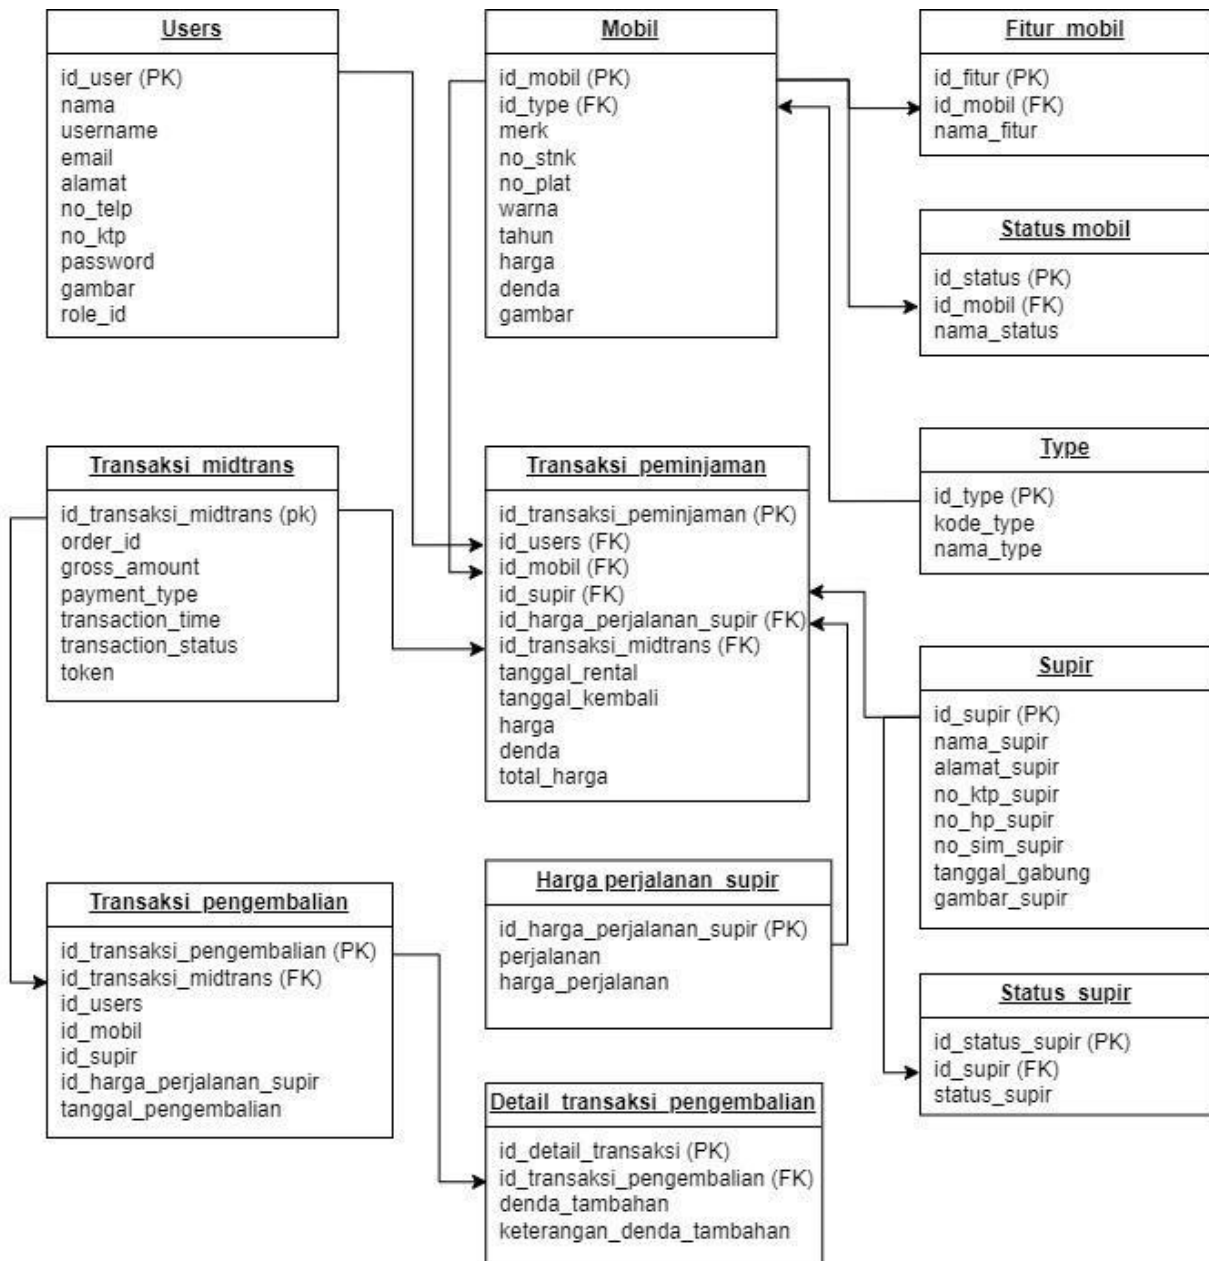 Users
id_user (PK)
nama
username
email
alamat
no_telp
no_ktp
password
gambar
role_id
Mobil
id_mobil (PK)
id_type (FK)
merk
no_stnk
no_plat
warna
tahun
harga
denda
gambar
Fitur_mobil
id_fitur (PK)
id_mobil (FK)
nama_fitur
Status mobil
id_status (PK)
id_mobil (FK)
nama_status
Type
id_type (PK)
kode_type
nama_type
Transaksi_midtrans
id_transaksi_midtrans (pk)
order_id
gross_amount
payment_type
transaction_time
transaction_status
token
Transaksi_peminjaman
id_transaksi_peminjaman (PK)
id_users (FK)
id_mobil (FK)
id_supir (FK)
id_harga_perjalanan_supir (FK)
id_transaksi_midtrans (FK)
tanggal_rental
tanggal_kembali
harga
denda
total_harga
Supir
id_supir (PK)
nama_supir
alamat_supir
no_ktp_supir
no_hp_supir
no_sim_supir
tanggal_gabung
gambar_supir
Transaksi_pengembalian
id_transaksi_pengembalian (PK)
id_transaksi_midtrans (FK)
id_users
id_mobil
id_supir
id_harga_perjalanan_supir
tanggal_pengembalian
Harga perjalanan_supir
id_harga_perjalanan_supir (PK)
perjalanan
harga_perjalanan
Status_supir
id_status_supir (PK)
id_supir (FK)
status_supir
Detail_transaksi_pengembalian
id_detail_transaksi (PK)
id_transaksi_pengembalian (FK)
denda_tambahan
keterangan_denda_tambahan